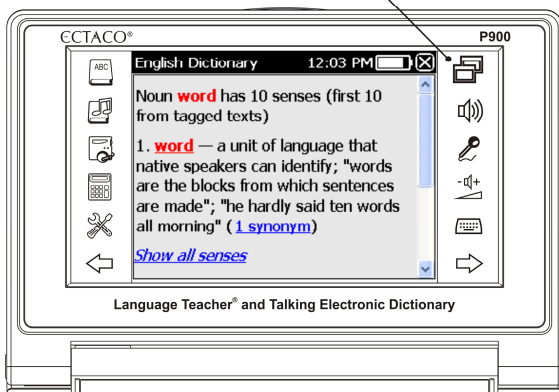 ECTACO® P900
ABC
English Dictionary 12:03 PM
Noun word has 10 senses (first 10
from tagged texts)
1. word — a unit of language that
native speakers can identify; "words
are the blocks from which sentences
are made"; "he hardly said ten words
all morning" (1 synonym)
Show all senses
- +
Language Teacher® and Talking Electronic Dictionary